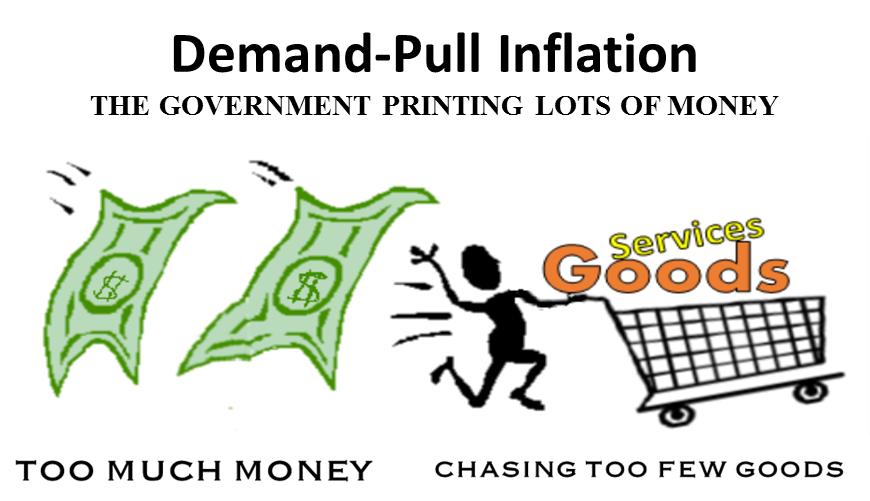 Demand-Pull Inflation
THE GOVERNMENT PRINTING LOTS OF MONEY
$ $
Services
Goods
TOO MUCH MONEY CHASING TOO FEW GOODS